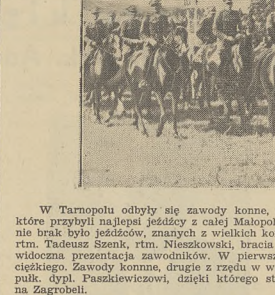 W Tarnopolu odbyły się zawody konne,
które przybyli najlepsi jeźdźcy z całej Małopol
nie brak było jeźdźców, znanych z wielkich ko
rtm. Tadeusz Szenk, rtm. Nieszkowski, bracia
widoczna prezentacja zawodników. W pierwsz
ciężkiego. Zawody konnne, drugie z rzędu w w
pułk. dypl. Paszkiewiczowi, dzięki którego st
na Zagrobeli.